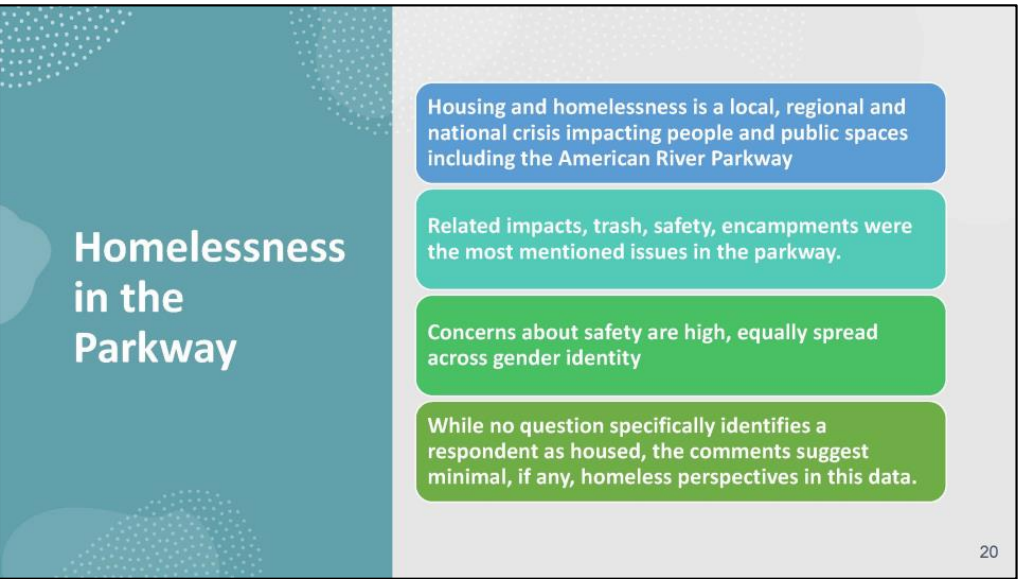 Homelessness
in the
Parkway
Housing and homelessness is a local, regional and
national crisis impacting people and public spaces
including the American River Parkway
Related impacts, trash, safety, encampments were
the most mentioned issues in the parkway.
Concerns about safety are high, equally spread
across gender identity
While no question specifically identifies a
respondent as housed, the comments suggest
minimal, if any, homeless perspectives in this data.
20